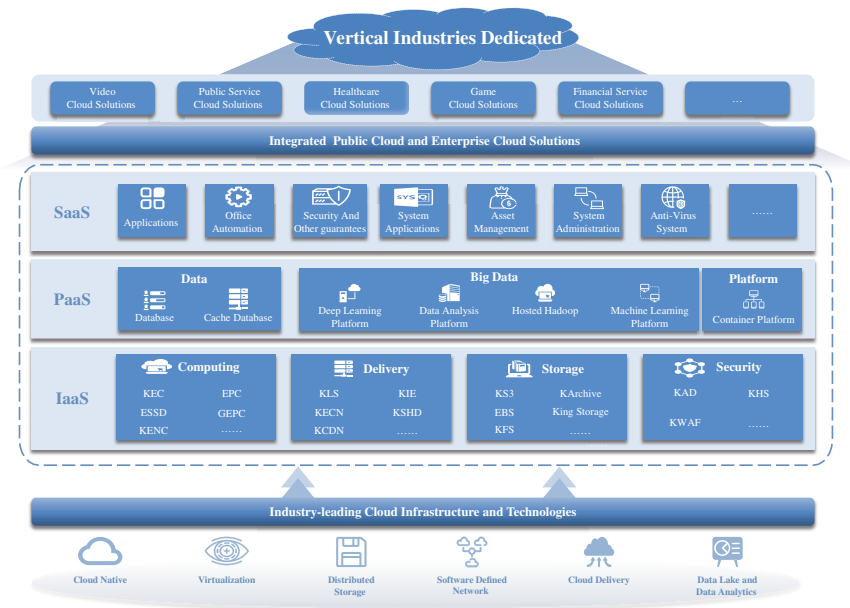 Vertical Industries Dedicated
Video
Cloud Solutions
Public Service
Cloud Solutions
Healthcare
Cloud Solutions
Game
Cloud Solutions
Financial Service
Cloud Solutions
...
Integrated Public Cloud and Enterprise Cloud Solutions
SaaS
Applications
Office
Automation
Security And
Other guarantees
SYS
System
Applications
Asset
Management
System
Administration
Anti-Virus
System
......
PaaS
Data
Database
Cache Database
Big Data
Deep Learning
Platform
Data Analysis
Platform
Hosted Hadoop
Machine Learning
Platform
Platform
Container Platform
IaaS
Computing
KEC
EPC
ESSD
GEPC
KENC
......
Delivery
KLS
KIE
KECN
KSHD
KCDN
......
Storage
KS3
KArchive
EBS
King Storage
KFS
......
Security
KAD
KHS
KWAF
......
Industry-leading Cloud Infrastructure and Technologies
Cloud Native
Virtualization
Distributed
Storage
Software Defined
Network
Cloud Delivery
Data Lake and
Data Analytics